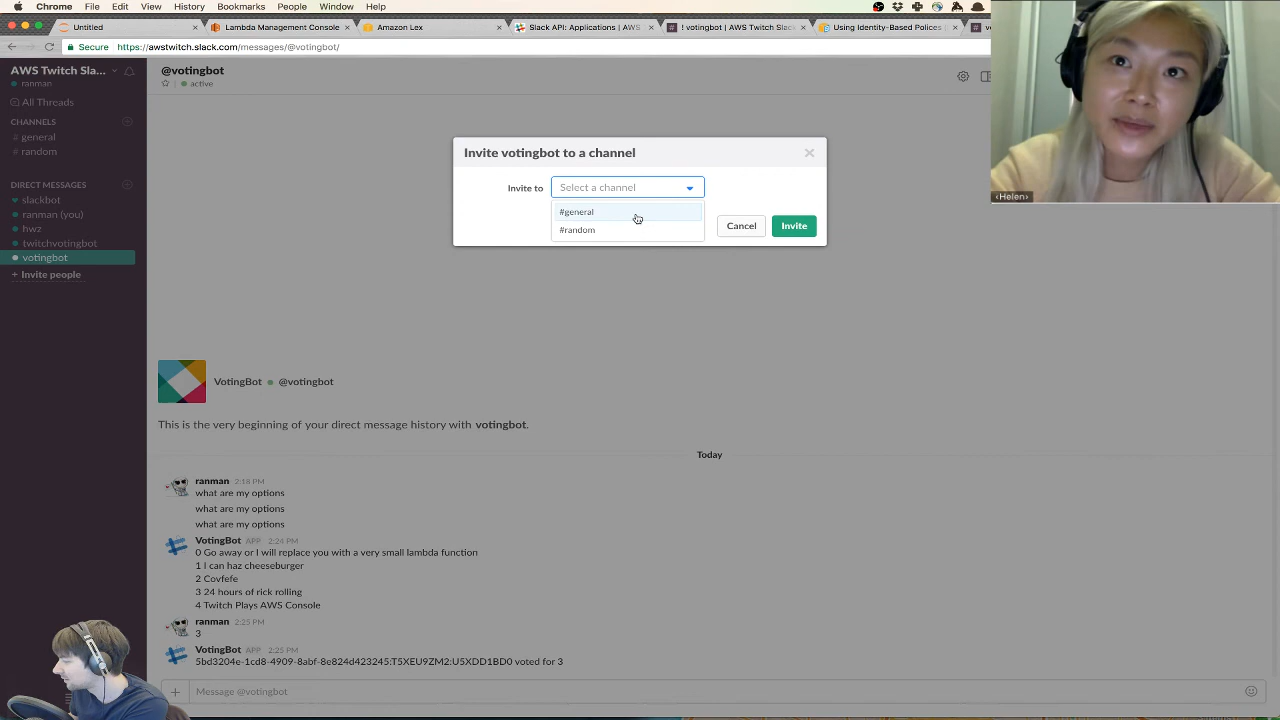 Chrome File Edit View History Bookmarks People Window Help
Untitled
Lambda Management Console
Amazon Lex
Slack API: Applications | AWS
! votingbot | AWS Twitch Slac
Using Identity-Based Polices
Secure https://awstwitch.slack.com/messages/@votingbot/
AWS Twitch Sla...
ranman
All Threads
CHANNELS
# general
# random
DIRECT MESSAGES
slackbot
ranman (you)
hwz
twitchvotingbot
votingbot
+ Invite people
@votingbot
active
Invite votingbot to a channel
Invite to Select a channel
#general
#random
Cancel Invite
‹Helen›
VotingBot @votingbot
This is the very beginning of your direct message history with votingbot.
Today
ranman 2:18 PM
what are my options
what are my options
what are my options
VotingBot APP 2:24 PM
0 Go away or I will replace you with a very small lambda function
1 I can haz cheeseburger
2 Covfefe
3 24 hours of rick rolling
4 Twitch Plays AWS Console
ranman 2:25 PM
3
VotingBot APP 2:25 PM
5bd3204e-1cd8-4909-8abf-8e824d423245:T5XEU9ZM2:U5XDD1BD0 voted for 3
Message @votingbot